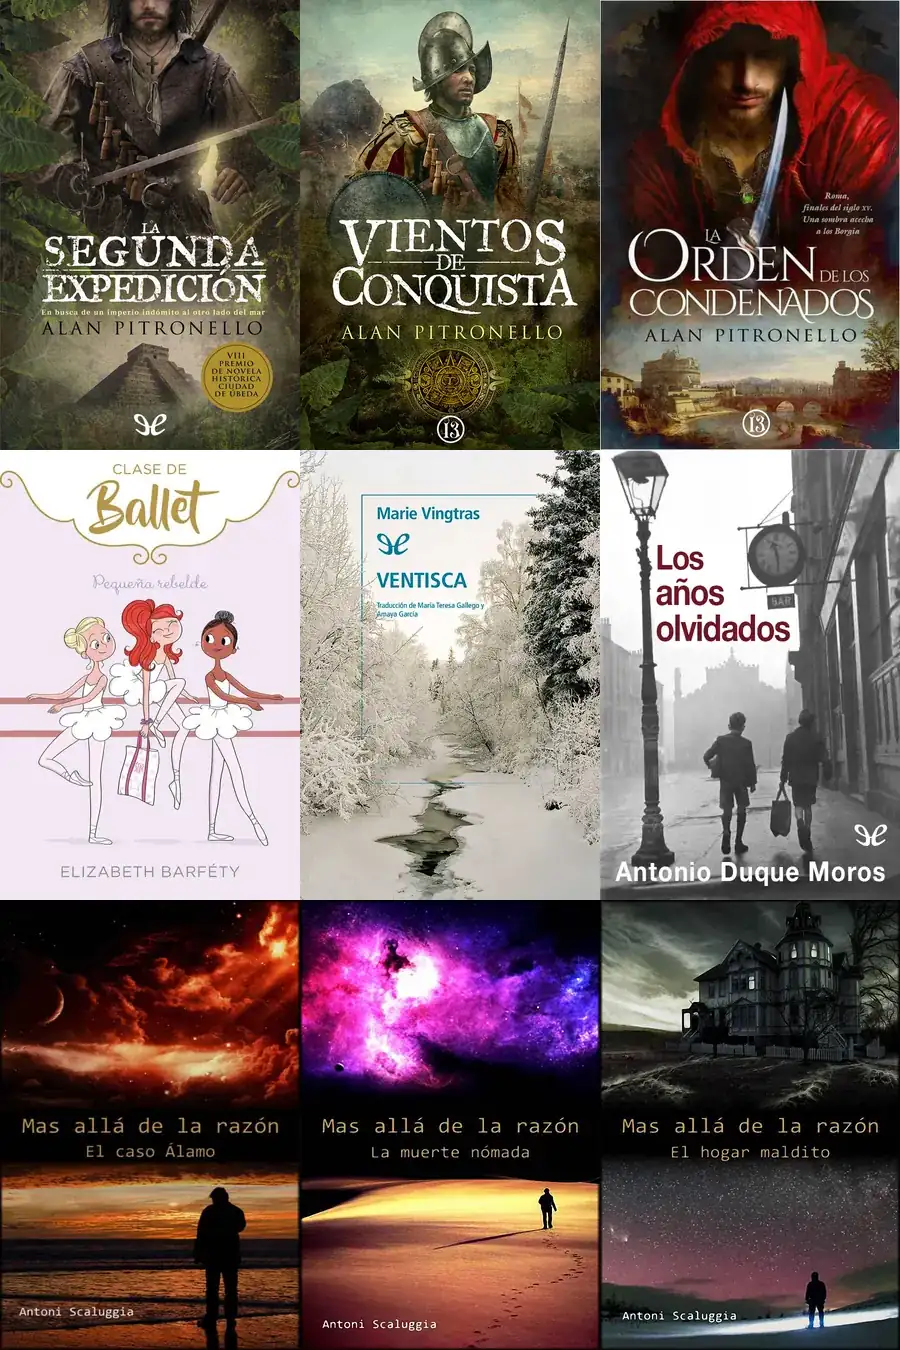 LA
SEGUNDA
EXPEDICIÓN
En busca de un imperio indómito al otro lado del mar
ALAN PITRONELLO
VIII
PREMIO
DE NOVELA
HISTÓRICA
CIUDAD
DE ÚBEDA
VIENTOS
DE
CONQUISTA
ALAN PITRONELLO
13
Roma,
finales del siglo XV.
Una sombra acecha
a los Borgia
LA
ORDEN DE LOS
CONDENADOS
ALAN PITRONELLO
13
CLASE DE
Ballet
Pequeña rebelde
ELIZABETH BARFÉTY
Marie Vingtras
VENTISCA
Traducción de María Teresa Gallego y
Amaya García
BAR
Los
años
olvidados
Antonio Duque Moros
Mas allá de la razón
El caso Álamo
Antoni Scaluggia
Mas allá de la razón
La muerte nómada
Antoni Scaluggia
Mas allá de la razón
El hogar maldito
Antoni Scaluggia